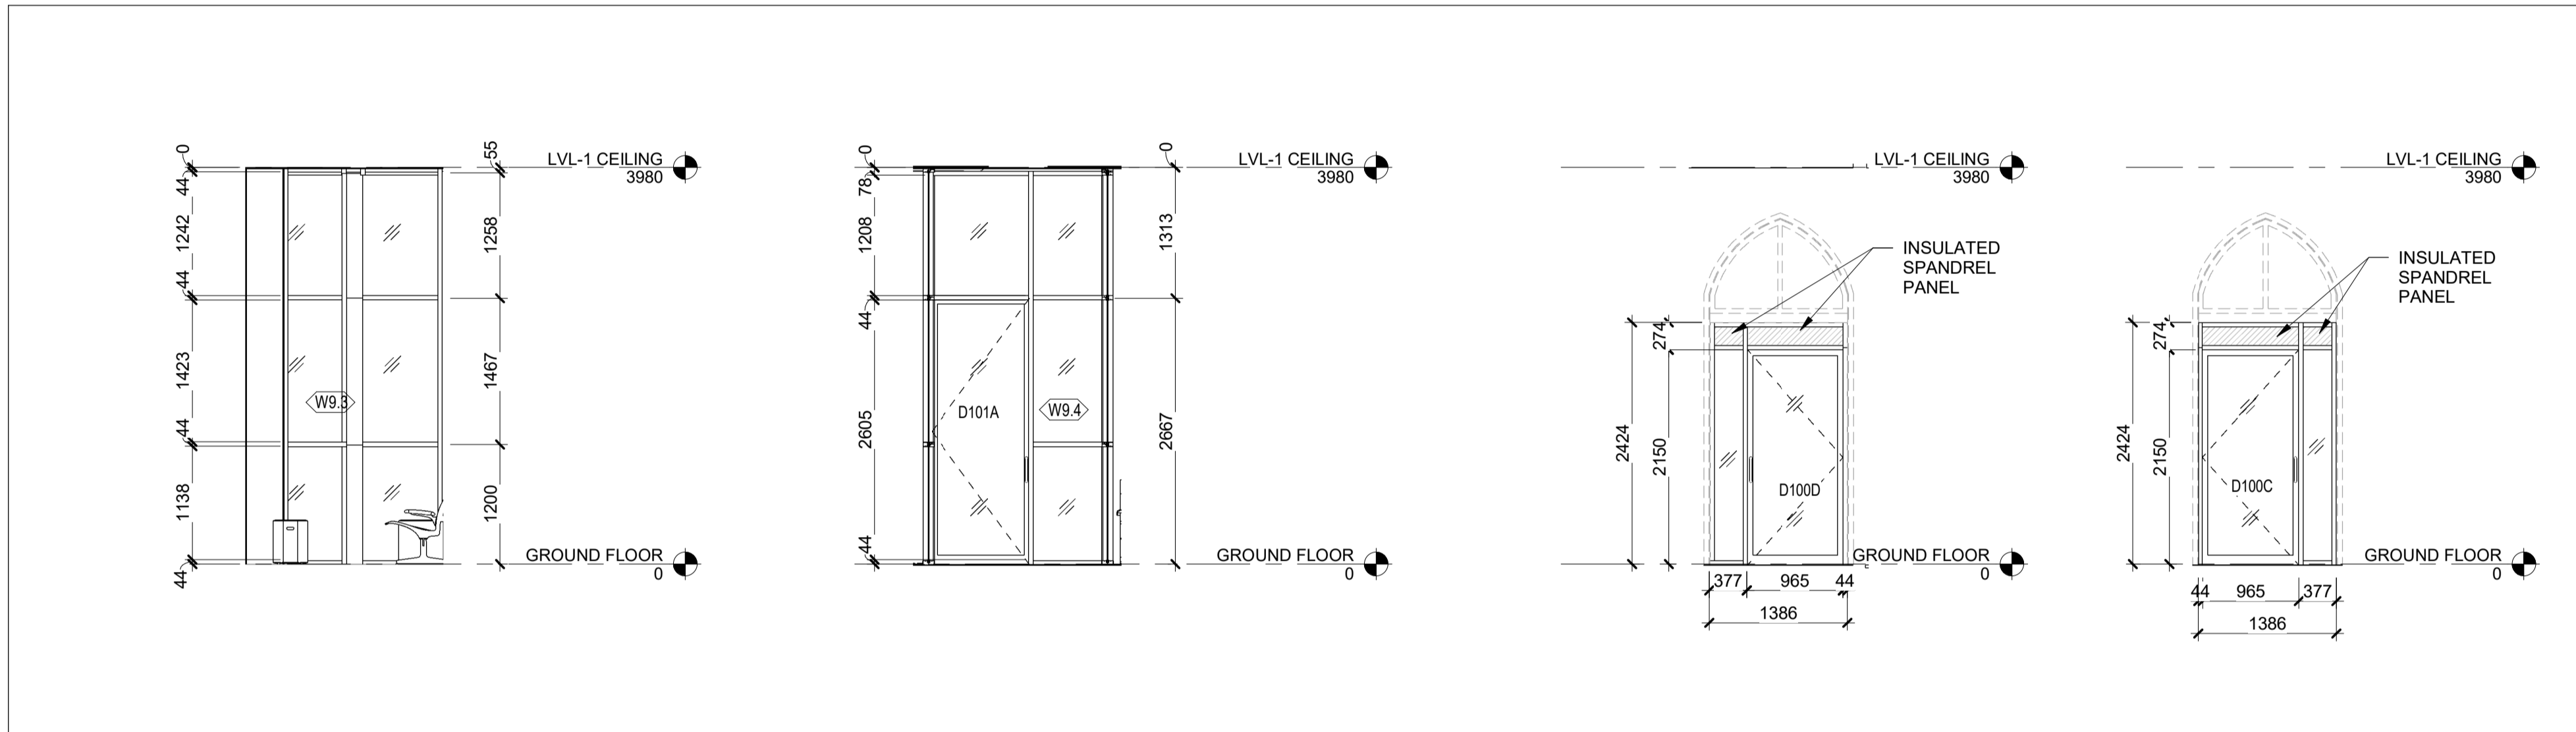 0
44
1242
44
1423
44
1138
44
55
1258
1467
1200
LVL-1 CEILING
3980
W9.3
GROUND FLOOR
0
0
78
1208
44
2605
44
0
1313
2667
LVL-1 CEILING
3980
D101A
W9.4
GROUND FLOOR
0
LVL-1 CEILING
3980
INSULATED
SPANDREL
PANEL
274
2424
2150
D100D
GROUND FLOOR
0
377
965
44
1386
LVL-1 CEILING
3980
INSULATED
SPANDREL
PANEL
274
2424
2150
D100C
GROUND FLOOR
0
44
965
377
1386